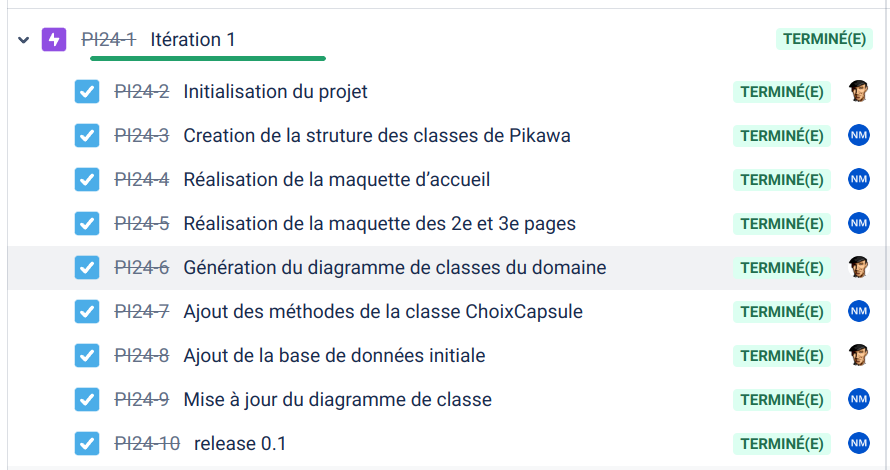 PI24-1 Itération 1 TERMINÉ(E)
PI24-2 Initialisation du projet TERMINÉ(E)
PI24-3 Creation de la struture des classes de Pikawa TERMINÉ(E) NM
PI24-4 Réalisation de la maquette d’accueil TERMINÉ(E) NM
PI24-5 Réalisation de la maquette des 2e et 3e pages TERMINÉ(E) NM
PI24-6 Génération du diagramme de classes du domaine TERMINÉ(E)
PI24-7 Ajout des méthodes de la classe ChoixCapsule TERMINÉ(E) NM
PI24-8 Ajout de la base de données initiale TERMINÉ(E)
PI24-9 Mise à jour du diagramme de classe TERMINÉ(E) NM
PI24-10 release 0.1 TERMINÉ(E) NM